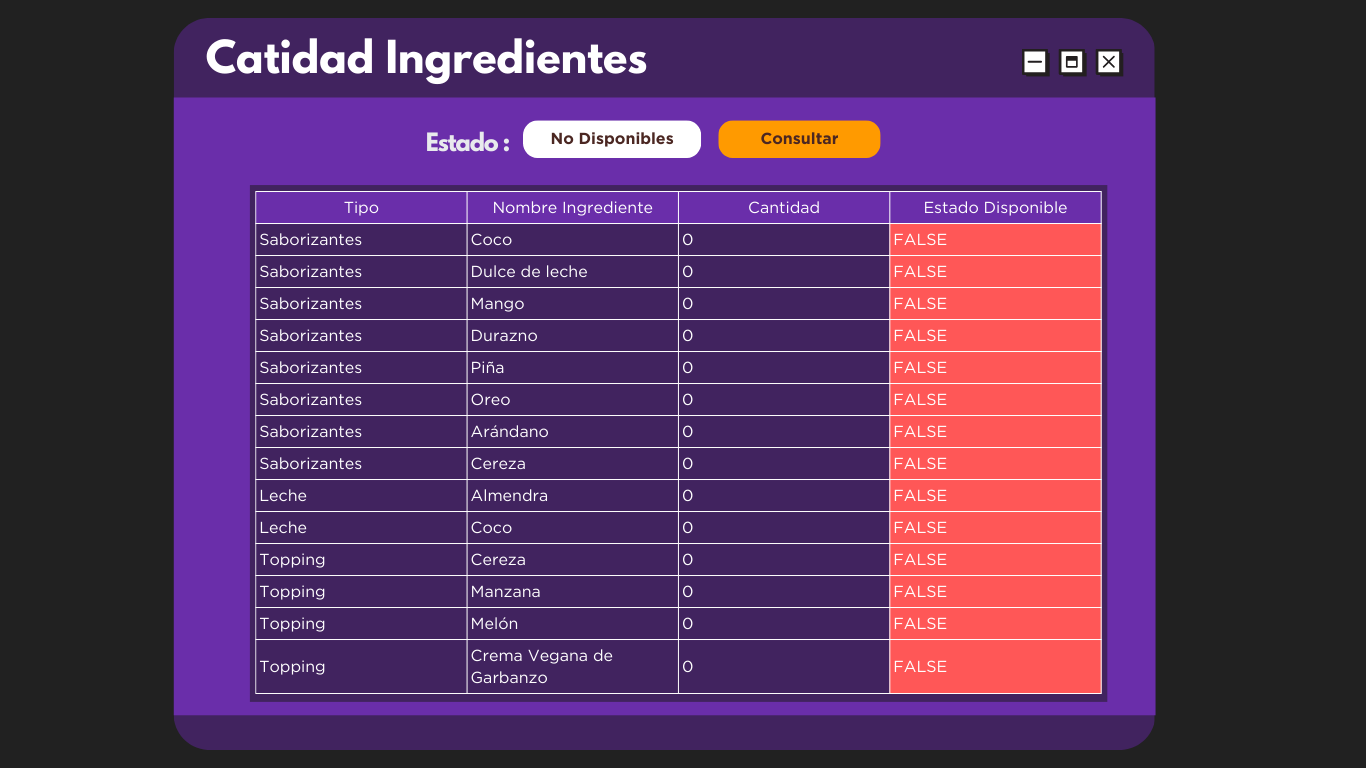 Catidad Ingredientes
Estado : No Disponibles Consultar
Tipo Nombre Ingrediente Cantidad Estado Disponible
Saborizantes Coco 0 FALSE
Saborizantes Dulce de leche 0 FALSE
Saborizantes Mango 0 FALSE
Saborizantes Durazno 0 FALSE
Saborizantes Piña 0 FALSE
Saborizantes Oreo 0 FALSE
Saborizantes Arándano 0 FALSE
Saborizantes Cereza 0 FALSE
Leche Almendra 0 FALSE
Leche Coco 0 FALSE
Topping Cereza 0 FALSE
Topping Manzana 0 FALSE
Topping Melón 0 FALSE
Topping Crema Vegana de Garbanzo 0 FALSE